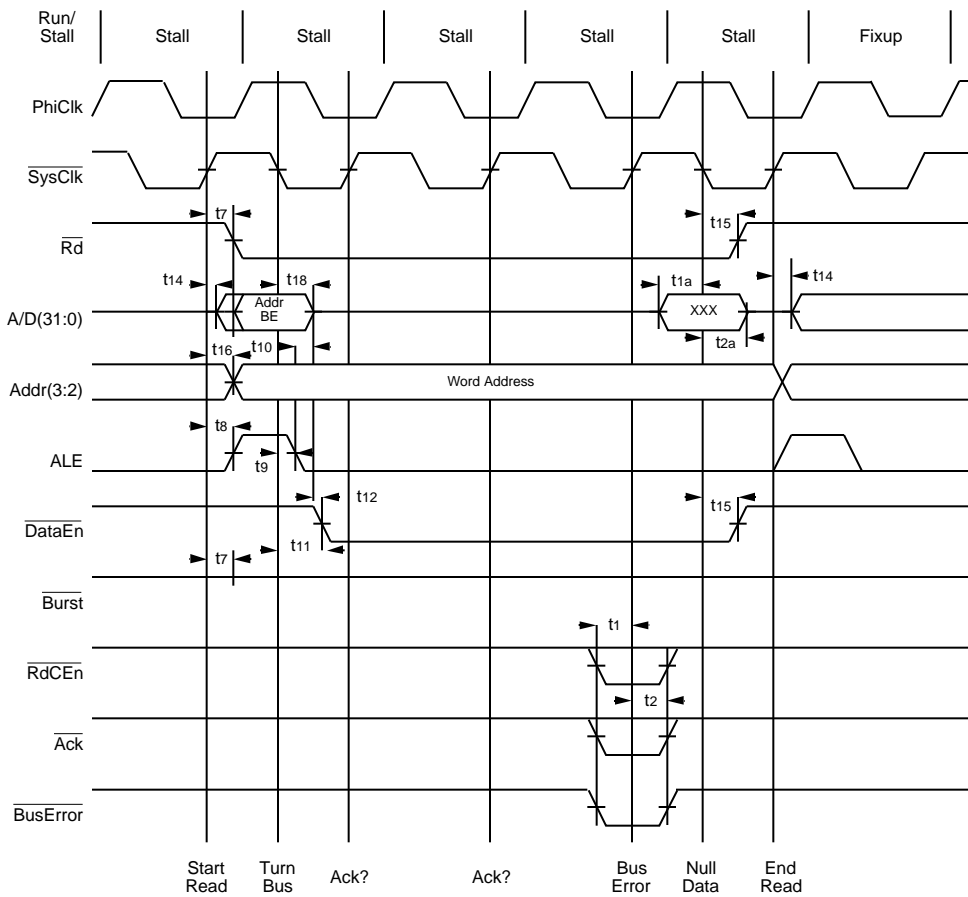 Run/
Stall
Stall
Stall
Stall
Stall
Stall
Fixup
PhiClk
SysClk
t7
t15
Rd
t14
t18
t1a
t14
Addr
BE
XXX
A/D(31:0)
t16
t10
t2a
Addr(3:2)
Word Address
t8
ALE
t9
t12
t15
DataEn
t11
t7
Burst
t1
RdCEn
t2
Ack
BusError
Start
Read
Turn
Bus
Ack?
Ack?
Bus
Error
Null
Data
End
Read